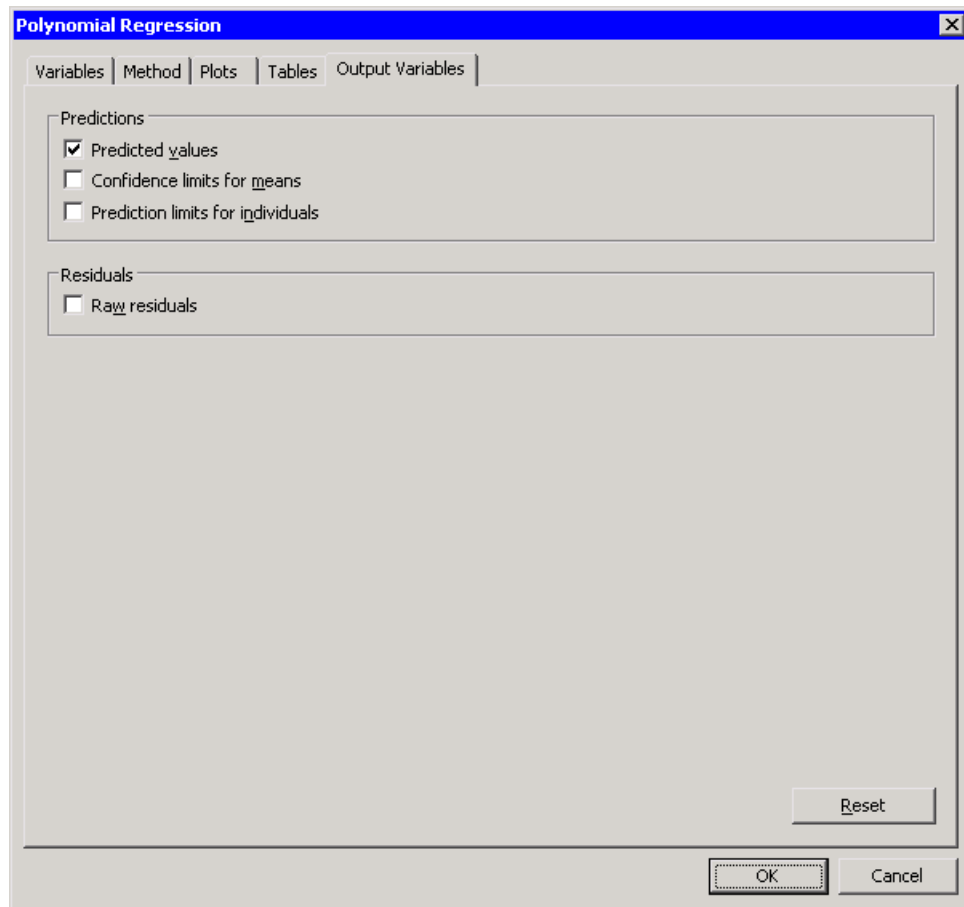 Polynomial Regression
Variables Method Plots Tables Output Variables
Predictions
Predicted values
Confidence limits for means
Prediction limits for individuals
Residuals
Raw residuals
Reset
OK Cancel